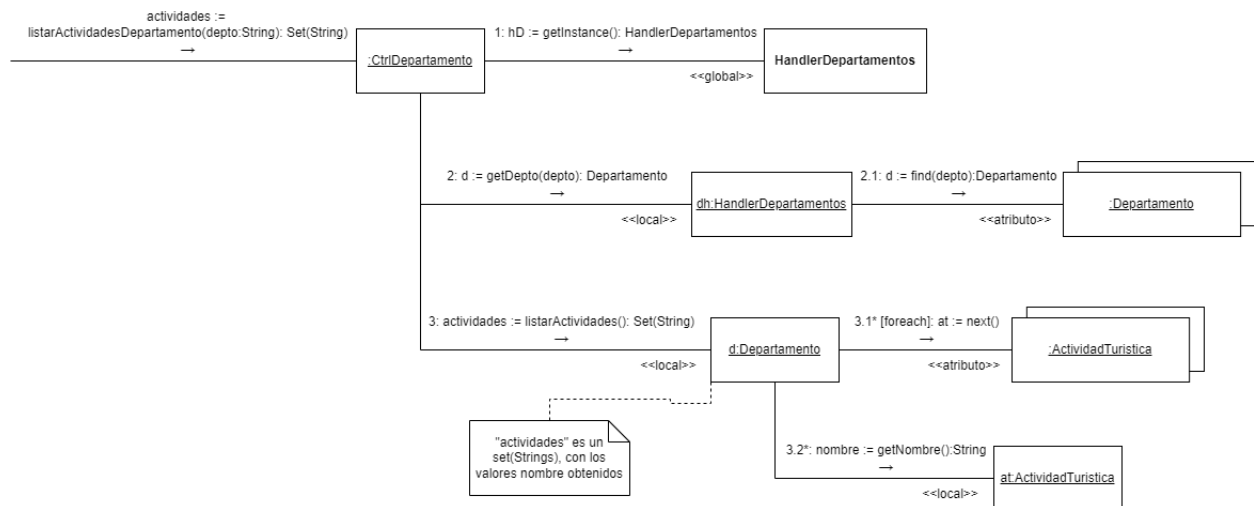 actividades :=
listarActividadesDepartamento(depto:String): Set(String)
→
:CtrlDepartamento
1: hD := getInstance(): HandlerDepartamentos
→
<<global>>
HandlerDepartamentos
2: d := getDepto(depto): Departamento
→
<<local>>
dh:HandlerDepartamentos
2.1: d := find(depto):Departamento
→
<<atributo>>
:Departamento
3: actividades := listarActividades(): Set(String)
→
<<local>>
d:Departamento
3.1* [foreach]: at := next()
→
<<atributo>>
:ActividadTuristica
"actividades" es un
set(Strings), con los
valores nombre obtenidos
3.2*: nombre := getNombre():String
→
<<local>>
at:ActividadTuristica